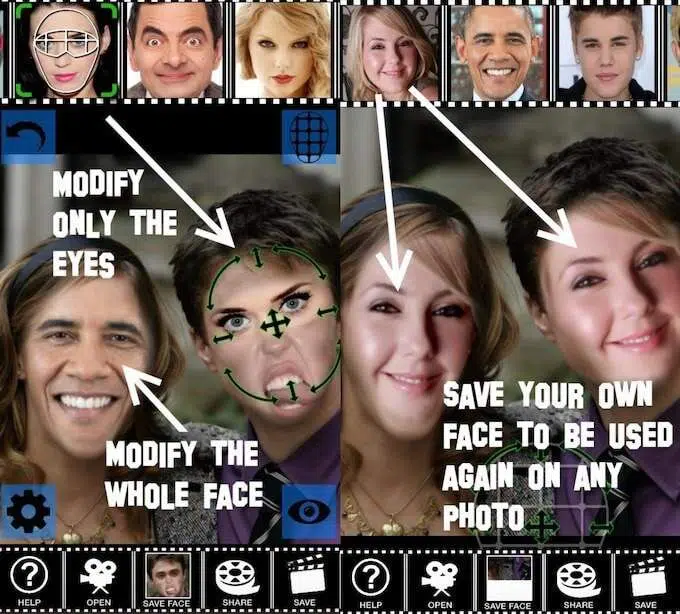 MODIFY
ONLY THE
EYES
MODIFY THE
WHOLE FACE
HELP
OPEN
SAVE FACE
SHARE
SAVE
SAVE YOUR OWN
FACE TO BE USED
AGAIN ON ANY
PHOTO
HELP
OPEN
SAVE FACE
SHARE
SAVE